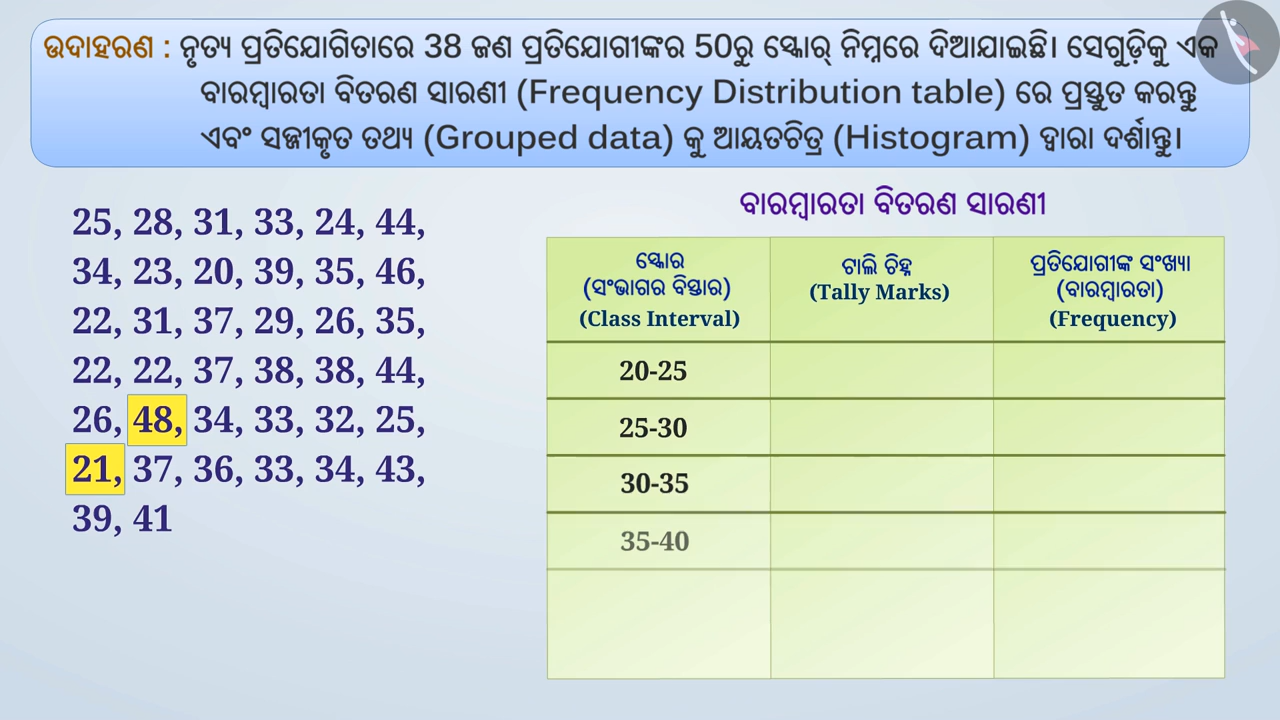 ଉଦାହରଣ : ନୃତ୍ୟ ପ୍ରତିଯୋଗିତାରେ 38 ଜଣ ପ୍ରତିଯୋଗୀଙ୍କର 50ରୁ ସ୍କୋର୍ ନିମ୍ନରେ ଦିଆଯାଇଛି। ସେଗୁଡ଼ିକୁ ଏକ
ବାରମ୍ବାରତା ବିତରଣ ସାରଣୀ (Frequency Distribution table) ରେ ପ୍ରସ୍ତୁତ କରନ୍ତୁ
ଏବଂ ସଜ୍ଜୀକୃତ ତଥ୍ୟ (Grouped data) କୁ ଆୟତଚିତ୍ର (Histogram) ଦ୍ୱାରା ଦର୍ଶାନ୍ତୁ।
25, 28, 31, 33, 24, 44,
34, 23, 20, 39, 35, 46,
22, 31, 37, 29, 26, 35,
22, 22, 37, 38, 38, 44,
26, 48, 34, 33, 32, 25,
21, 37, 36, 33, 34, 43,
39, 41
ବାରମ୍ବାରତା ବିତରଣ ସାରଣୀ
ସ୍କୋର
(ସଂଭାଗର ବିସ୍ତାର)
(Class Interval)
ଟାଲି ଚିହ୍ନ
(Tally Marks)
ପ୍ରତିଯୋଗୀଙ୍କ ସଂଖ୍ୟା
(ବାରମ୍ବାରତା)
(Frequency)
20-25
25-30
30-35
35-40